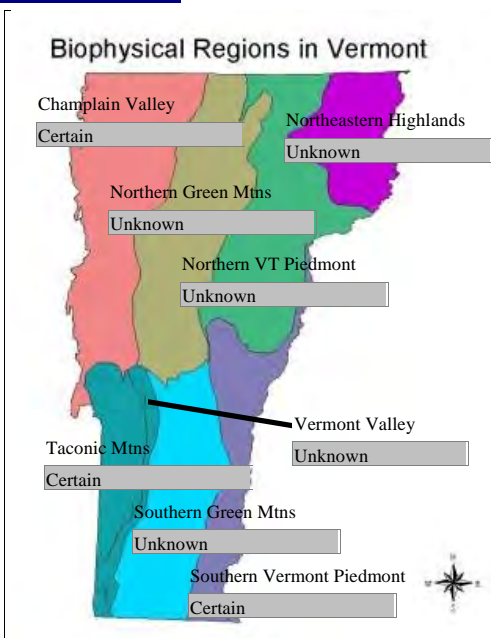 Biophysical Regions in Vermont
Champlain Valley
Certain
Northeastern Highlands
Unknown
Northern Green Mtns
Unknown
Northern VT Piedmont
Unknown
Vermont Valley
Unknown
Taconic Mtns
Certain
Southern Green Mtns
Unknown
Southern Vermont Piedmont
Certain